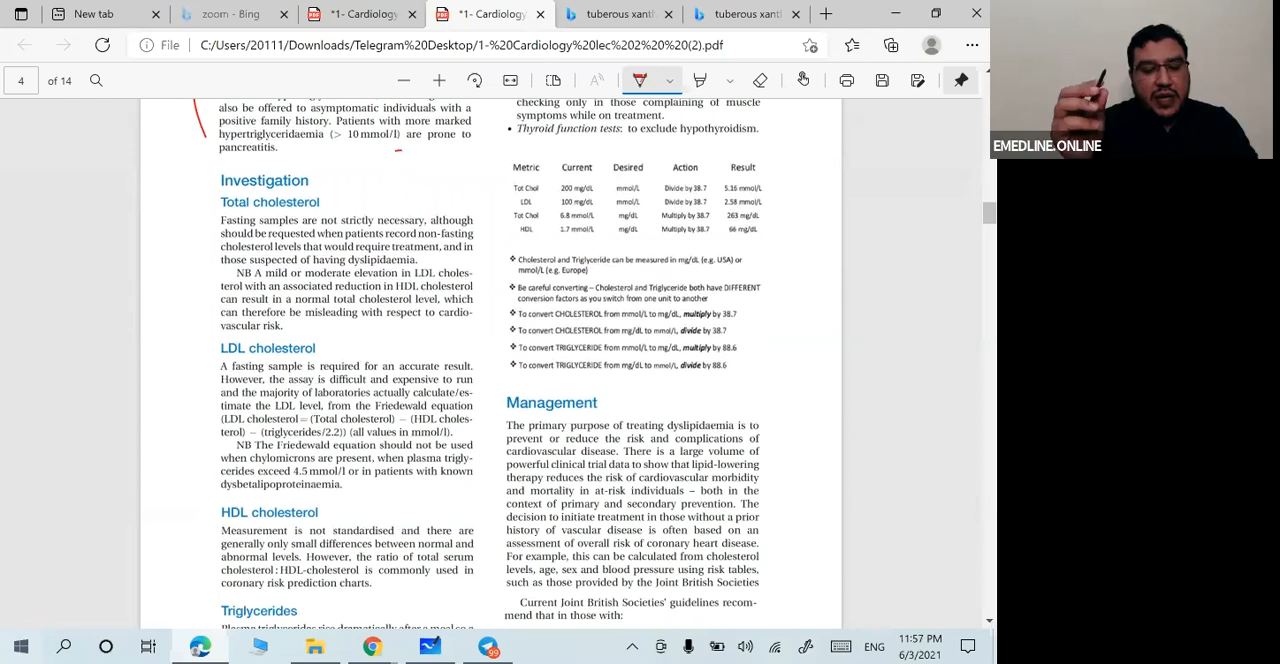 *1- Cardiol
zoom - Bing
*1- Cardiol
*1- Cardiol
tuberous xant
tuberous xant
File
C:/Users/20111/Downloads/Telegram%20Desktop/1-%20Cardiology%20lec%202%20%20(2).pdf
4 of 14
EMEDLINE.ONLINE
also be offered to asymptomatic individuals with a
positive family history. Patients with more marked
hypertriglyceridaemia (> 10 mmol/l) are prone to
pancreatitis.
Investigation
Total cholesterol
Fasting samples are not strictly necessary, although
should be requested when patients record non-fasting
cholesterol levels that would require treatment, and in
those suspected of having dyslipidaemia.
NB A mild or moderate elevation in LDL choles-
terol with an associated reduction in HDL cholesterol
can result in a normal total cholesterol level, which
can therefore be misleading with respect to cardio-
vascular risk.
LDL cholesterol
A fasting sample is required for an accurate result.
However, the assay is difficult and expensive to run
and the majority of laboratories actually calculate/es-
timate the LDL level, from the Friedewald equation
(LDL cholesterol = (Total cholesterol) − (HDL choles-
terol) − (triglycerides/2.2)) (all values in mmol/l).
NB The Friedewald equation should not be used
when chylomicrons are present, when plasma trigly-
cerides exceed 4.5 mmol/l or in patients with known
dysbetalipoproteinaemia.
HDL cholesterol
Measurement is not standardised and there are
generally only small differences between normal and
abnormal levels. However, the ratio of total serum
cholesterol : HDL-cholesterol is commonly used in
coronary risk prediction charts.
Triglycerides
checking only in those complaining of muscle
symptoms while on treatment.
• Thyroid function tests: to exclude hypothyroidism.
Metric Current Desired Action Result
Tot Chol 200 mg/dL mmol/L Divide by 38.7 5.16 mmol/L
LDL 100 mg/dL mmol/L Divide by 38.7 2.58 mmol/L
Tot Chol 6.8 mmol/L mg/dL Multiply by 38.7 263 mg/dL
HDL 1.7 mmol/L mg/dL Multiply by 38.7 66 mg/dL
❖ Cholesterol and Triglyceride can be measured in mg/dL (e.g. USA) or
mmol/L (e.g. Europe)
❖ Be careful converting – Cholesterol and Triglyceride both have DIFFERENT
conversion factors as you switch from one unit to another
❖ To convert CHOLESTEROL from mmol/L to mg/dL, multiply by 38.7
❖ To convert CHOLESTEROL from mg/dL to mmol/L, divide by 38.7
❖ To convert TRIGLYCERIDE from mmol/L to mg/dL, multiply by 88.6
❖ To convert TRIGLYCERIDE from mg/dL to mmol/L, divide by 88.6
Management
The primary purpose of treating dyslipidaemia is to
prevent or reduce the risk and complications of
cardiovascular disease. There is a large volume of
powerful clinical trial data to show that lipid-lowering
therapy reduces the risk of cardiovascular morbidity
and mortality in at-risk individuals – both in the
context of primary and secondary prevention. The
decision to initiate treatment in those without a prior
history of vascular disease is often based on an
assessment of overall risk of coronary heart disease.
For example, this can be calculated from cholesterol
levels, age, sex and blood pressure using risk tables,
such as those provided by the Joint British Societies
Current Joint British Societies' guidelines recom-
mend that in those with:
99
ENG
11:57 PM
6/3/2021